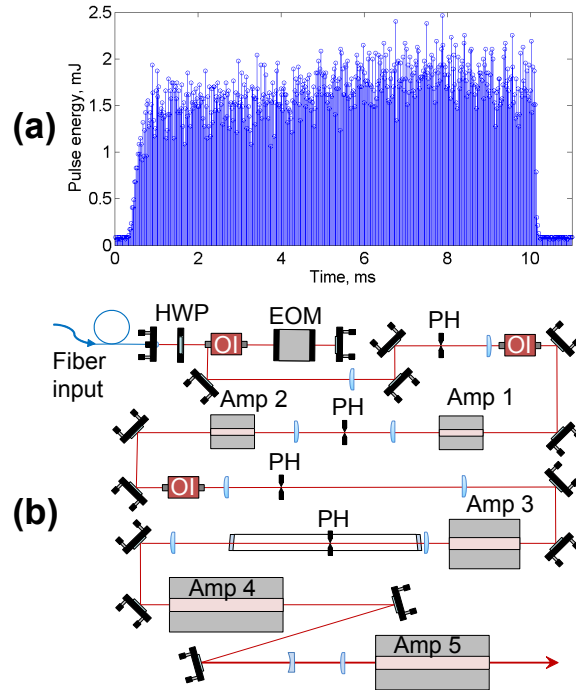 2.5
2
1.5
1
0.5
0
Pulse energy, mJ
0 2 4 6 8 10
Time, ms
(a)
HWP
OI
EOM
PH
OI
Fiber
input
Amp 2
PH
Amp 1
OI
PH
(b)
PH
Amp 3
Amp 4
Amp 5